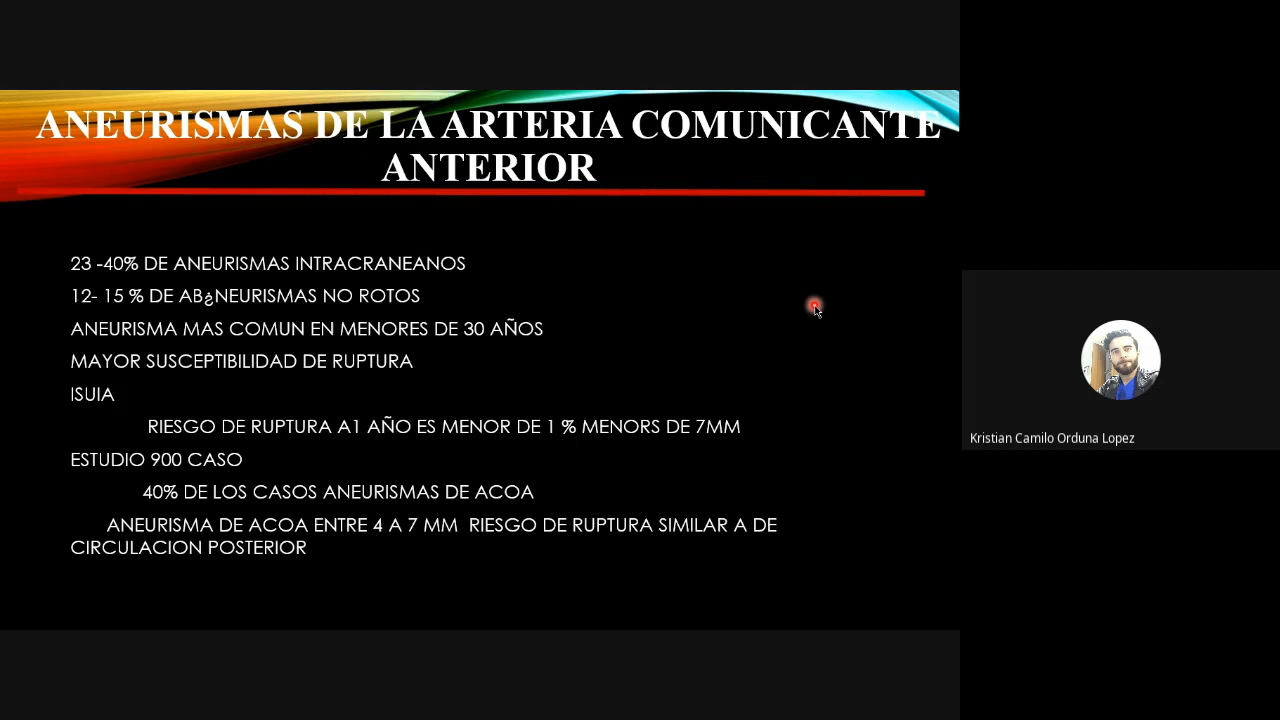 ANEURISMAS DE LA ARTERIA COMUNICANTE
ANTERIOR
23 -40% DE ANEURISMAS INTRACRANEANOS
12- 15 % DE AB¿NEURISMAS NO ROTOS
ANEURISMA MAS COMUN EN MENORES DE 30 AÑOS
MAYOR SUSCEPTIBILIDAD DE RUPTURA
ISUIA
RIESGO DE RUPTURA A1 AÑO ES MENOR DE 1 % MENORS DE 7MM
ESTUDIO 900 CASO
40% DE LOS CASOS ANEURISMAS DE ACOA
ANEURISMA DE ACOA ENTRE 4 A 7 MM  RIESGO DE RUPTURA SIMILAR A DE
CIRCULACION POSTERIOR
Kristian Camilo Orduna Lopez